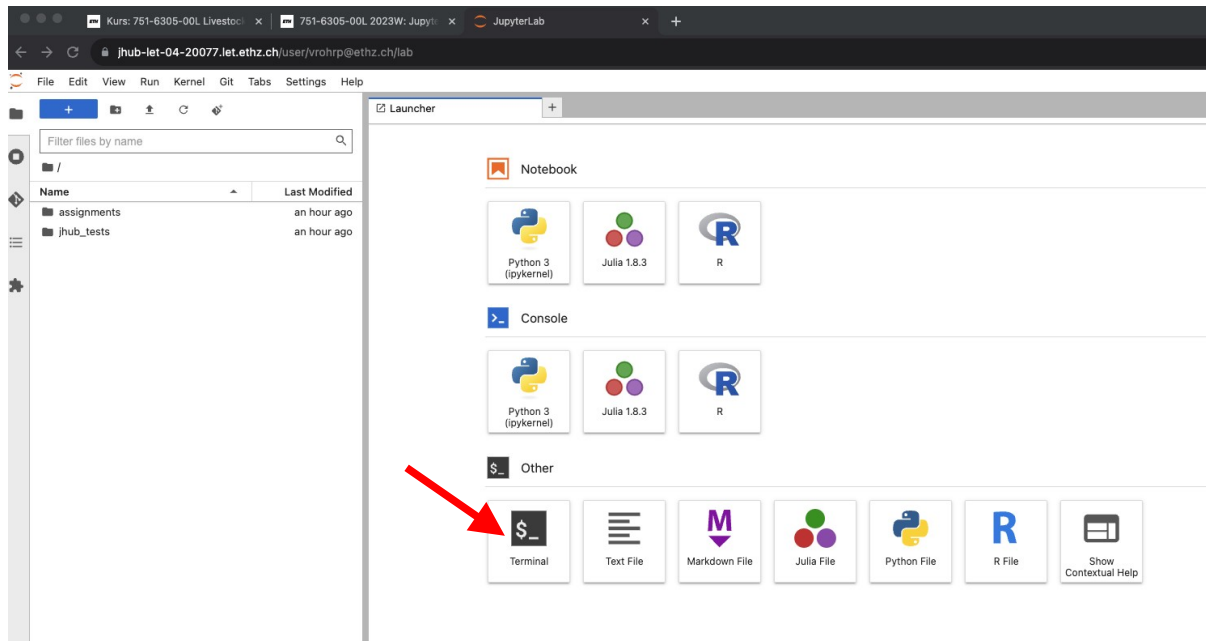 Kurs: 751-6305-00L Livestoc
751-6305-00L 2023W: Jupyt
JupyterLab
jhub-let-04-20077.let.ethz.ch/user/vrohrp@ethz.ch/lab
File Edit View Run Kernel Git Tabs Settings Help
Launcher
Filter files by name
/
Name Last Modified
assignments an hour ago
jhub_tests an hour ago
Notebook
Python 3 (ipykernel)
Julia 1.8.3
R
Console
Python 3 (ipykernel)
Julia 1.8.3
R
$_ Other
$_
M
R
Terminal
Text File
Markdown File
Julia File
Python File
R File
Show Contextual Help